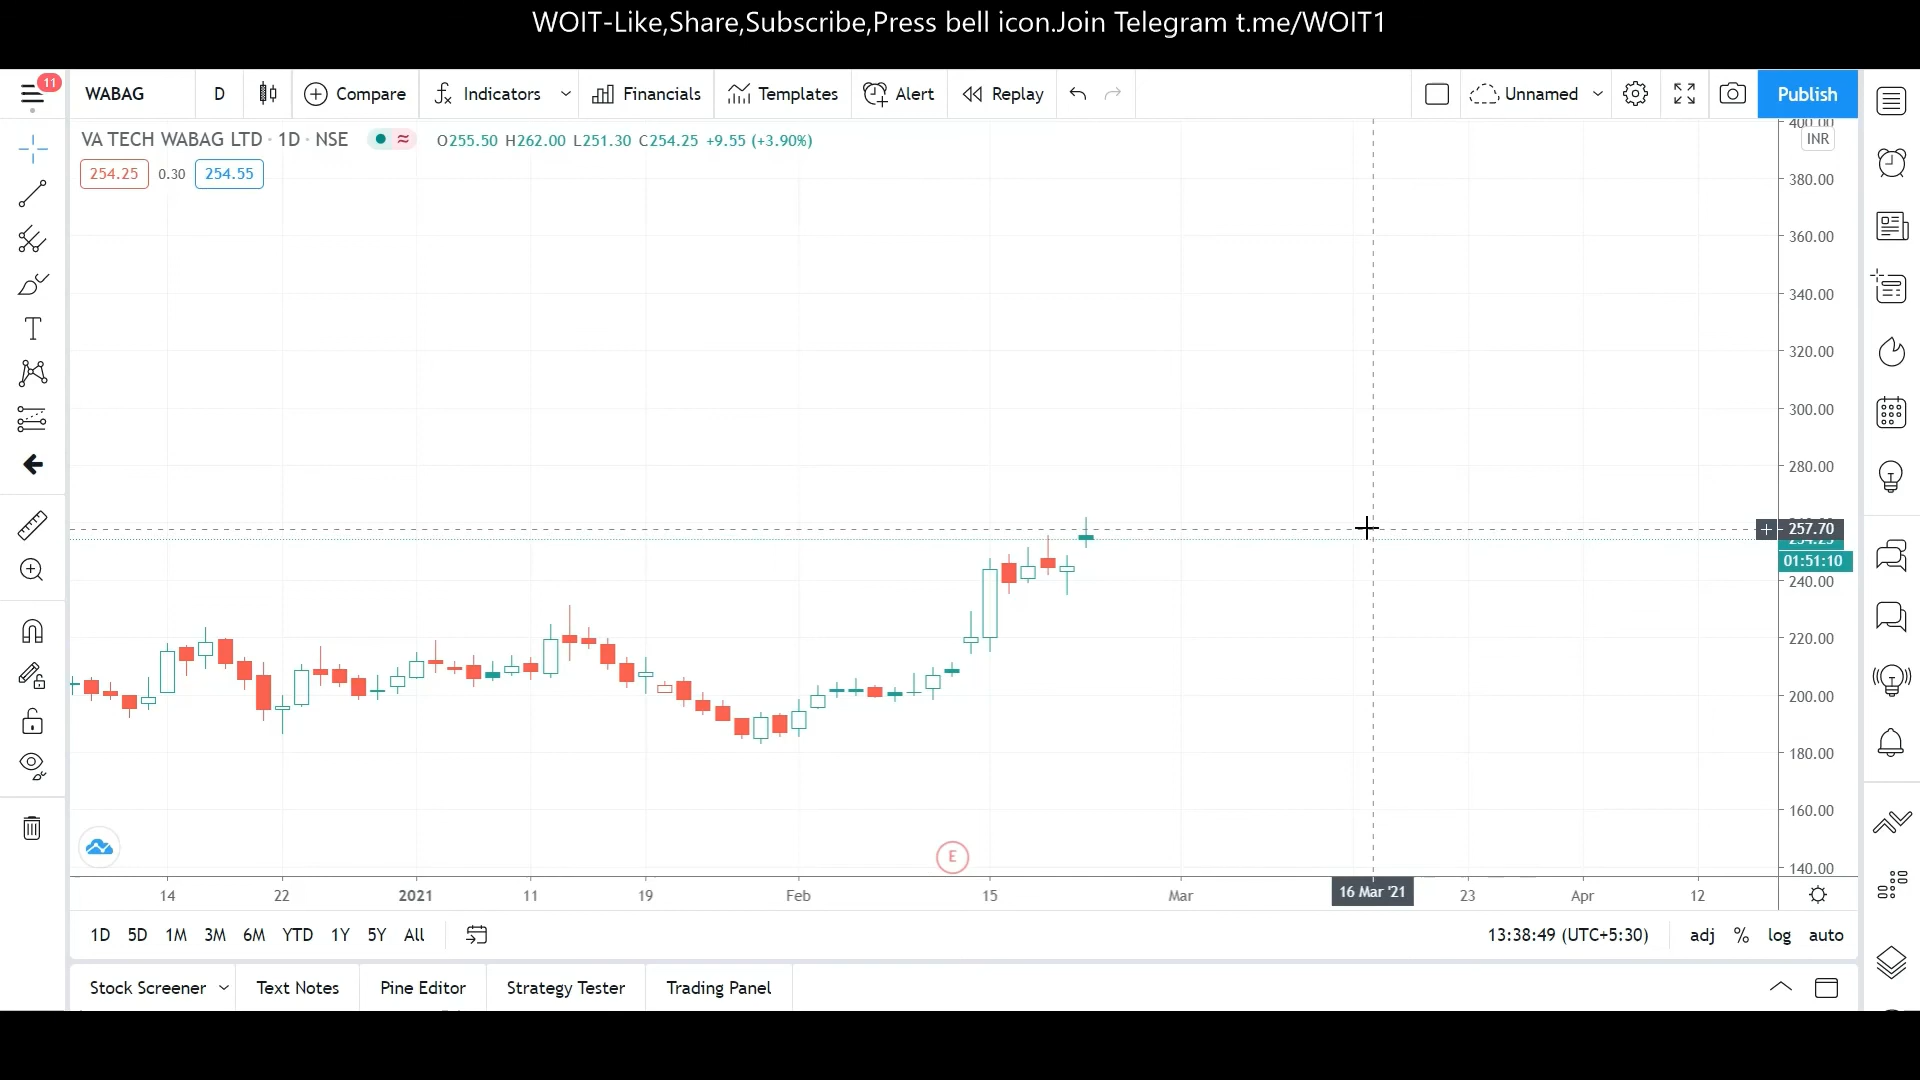 WOIT-Like,Share,Subscribe,Press bell icon.Join Telegram t.me/WOIT1
11
WABAG D Compare Indicators Financials Templates Alert Replay Unnamed Publish
VA TECH WABAG LTD · 1D · NSE O255.50 H262.00 L251.30 C254.25 +9.55 (+3.90%)
254.25 0.30 254.55
400.00
INR
380.00
360.00
340.00
320.00
300.00
280.00
257.70
254.25
01:51:10
240.00
220.00
200.00
180.00
160.00
E
140.00
14 22 2021 11 19 Feb 15 Mar 16 Mar '21 23 Apr 12
1D 5D 1M 3M 6M YTD 1Y 5Y All 13:38:49 (UTC+5:30) adj % log auto
Stock Screener Text Notes Pine Editor Strategy Tester Trading Panel